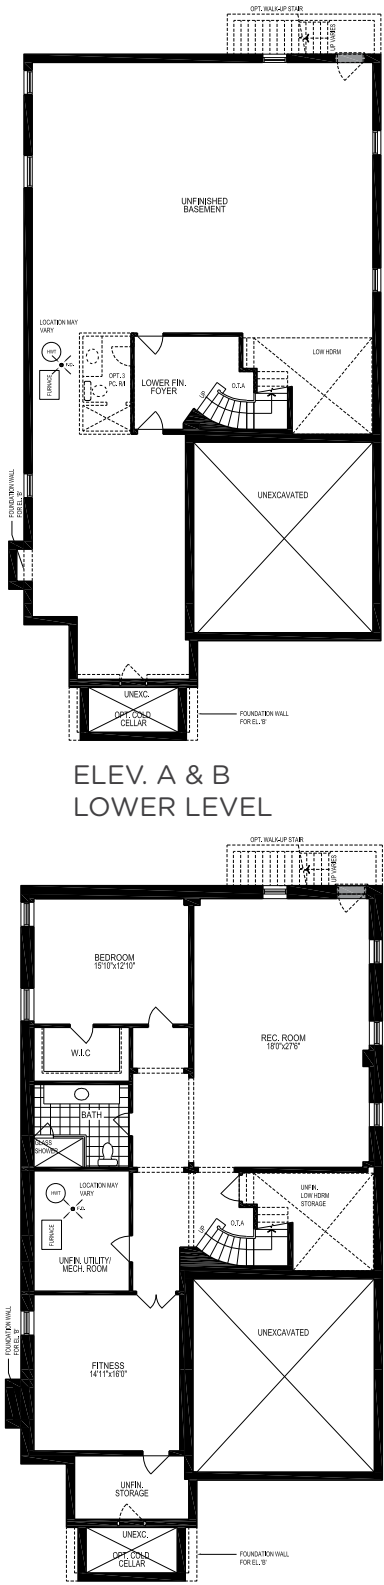 OPT. WALK-UP STAIR
UP VARIES
UNFINISHED
BASEMENT
LOCATION MAY
VARY
HWT
F.D.
FURNACE
OPT. 3
PC. R/I
LOWER FIN.
FOYER
UP
O.T.A
LOW HDRM
FOUNDATION WALL
FOR EL. 'B'
UNEXCAVATED
UNEXC.
OPT. COLD
CELLAR
FOUNDATION WALL
FOR EL. 'B'
ELEV. A & B
LOWER LEVEL
OPT. WALK-UP STAIR
UP VARIES
BEDROOM
15'10"x12'10"
REC. ROOM
18'0"x27'6"
W.I.C
BATH
GLASS
SHOWER
LOCATION MAY
VARY
HWT
F.D.
FURNACE
UNFIN. UTILITY/
MECH. ROOM
UNFIN.
LOW HDRM
STORAGE
UP
O.T.A
FOUNDATION WALL
FOR EL. 'B'
UNEXCAVATED
FITNESS
14'11"x16'0"
UNFIN.
STORAGE
UNEXC.
OPT. COLD
CELLAR
FOUNDATION WALL
FOR EL. 'B'